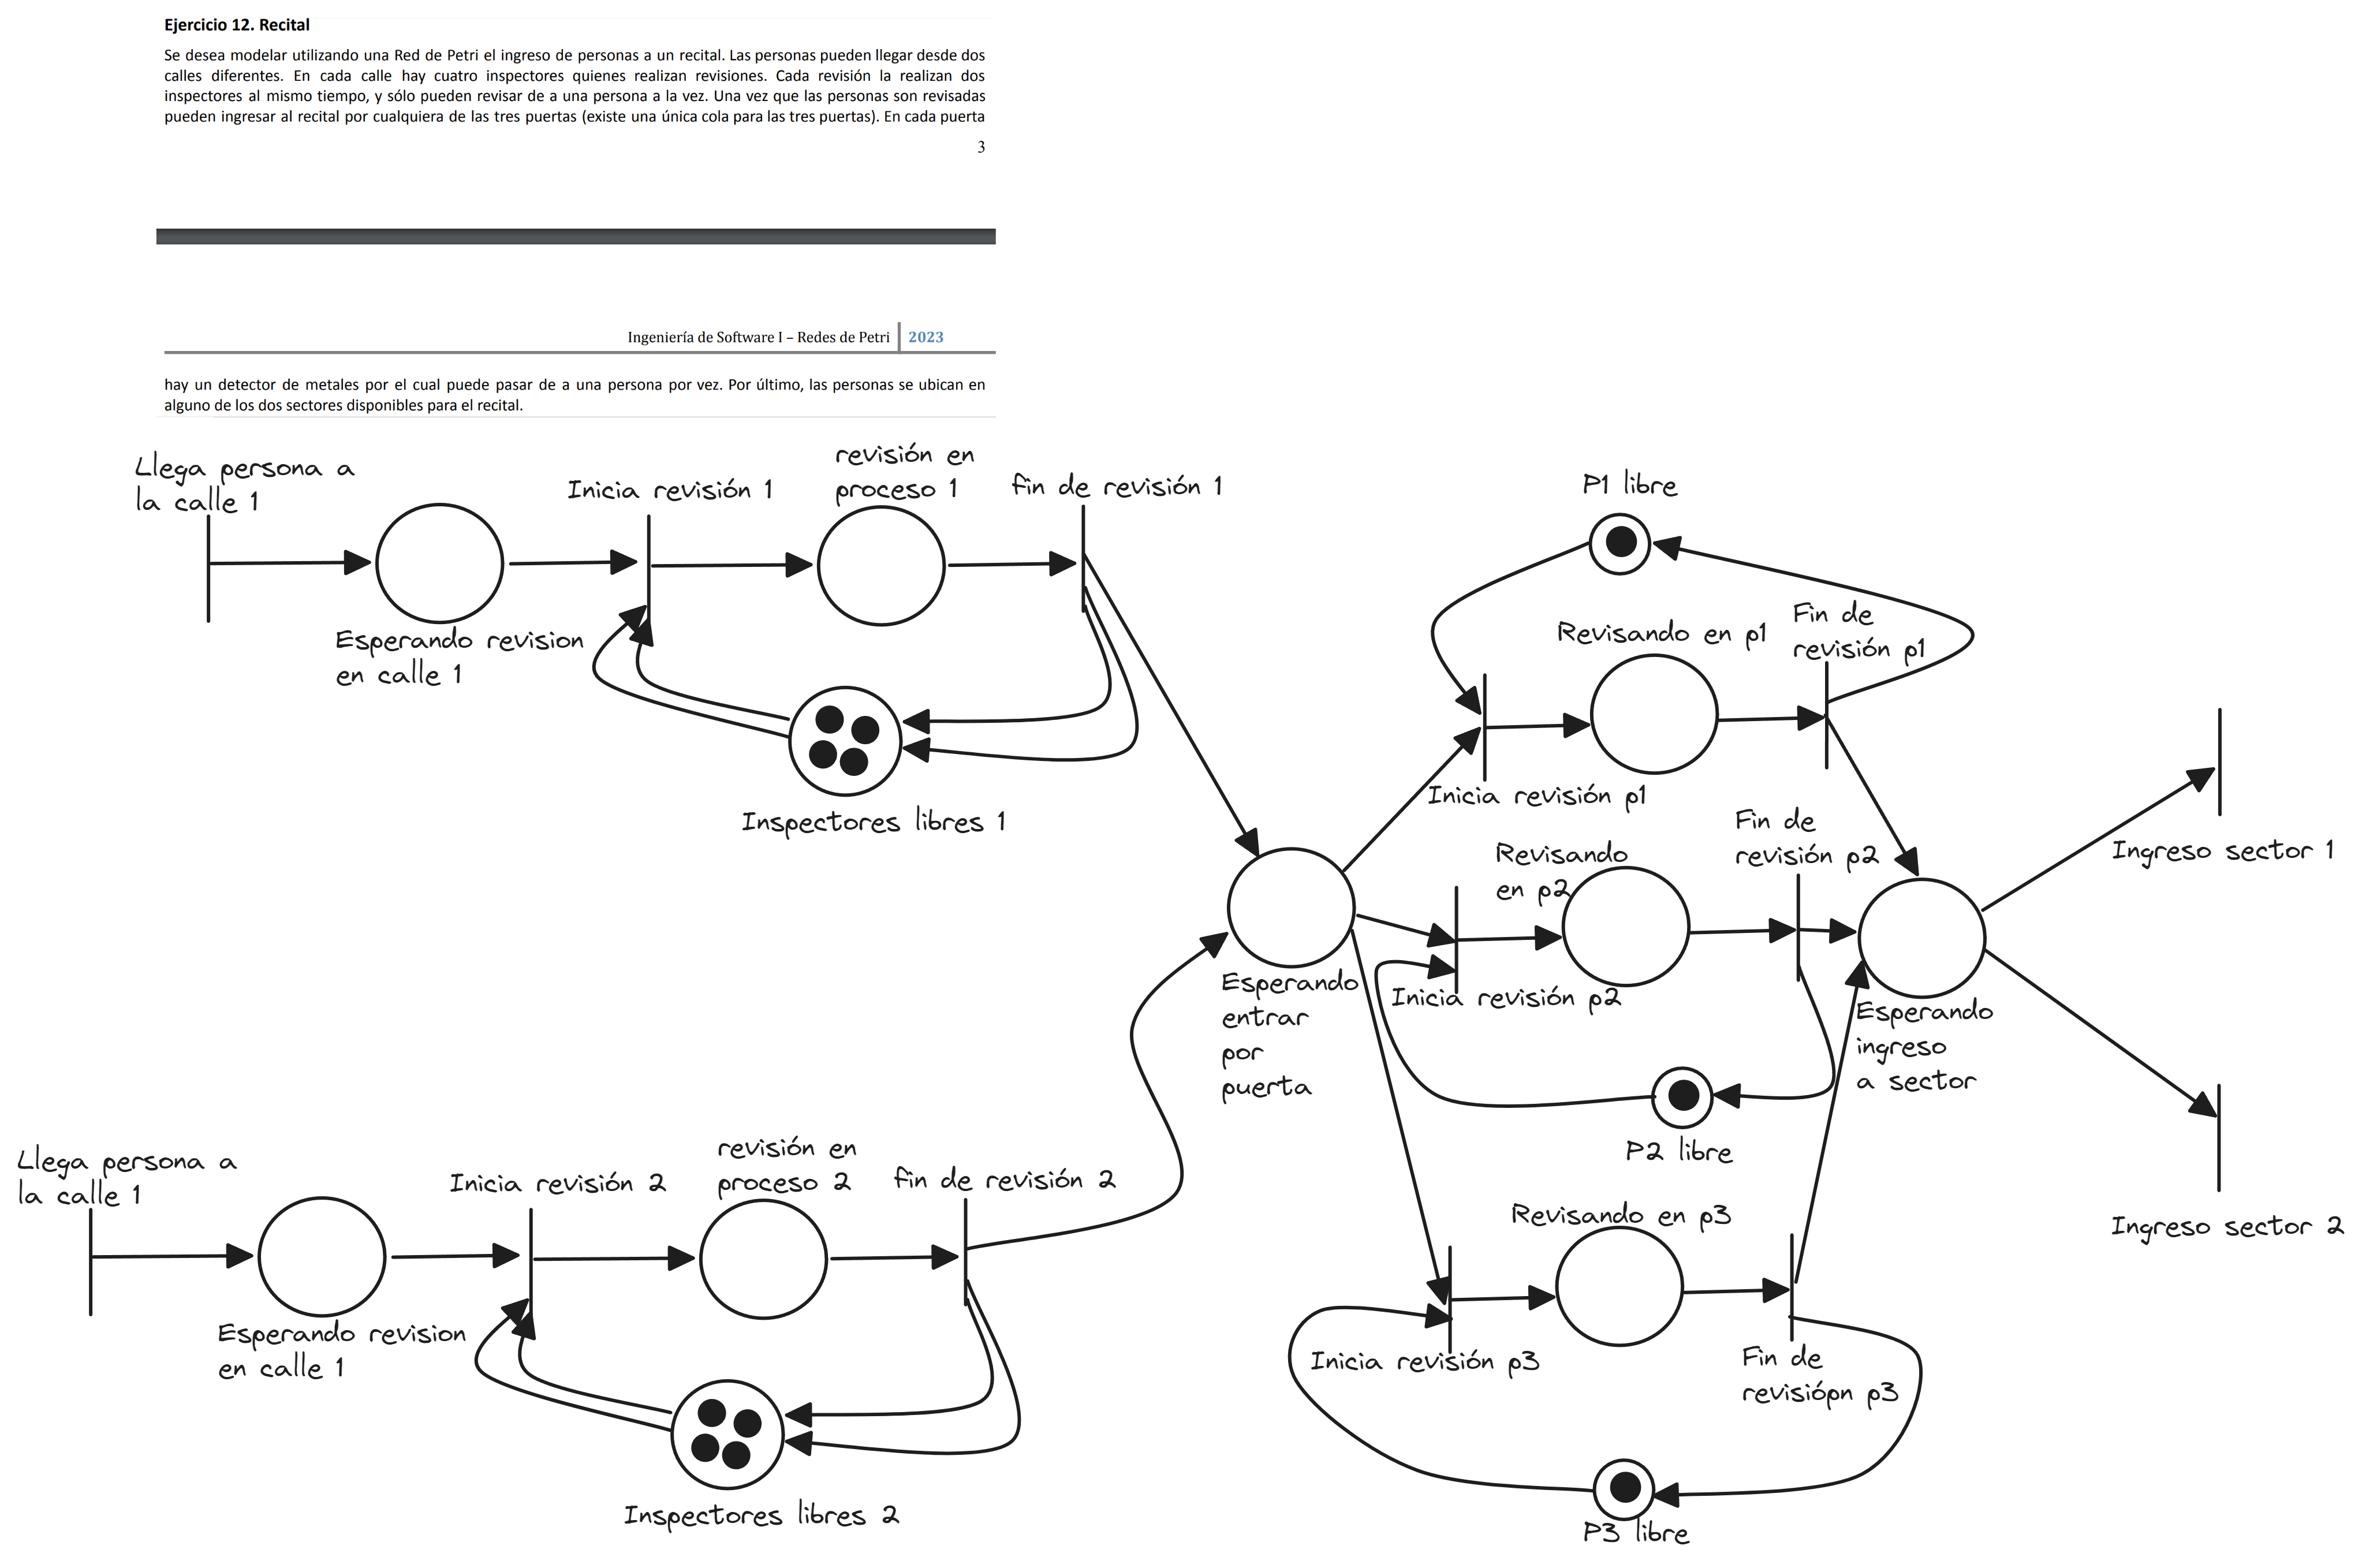 Ejercicio 12. Recital
Se desea modelar utilizando una Red de Petri el ingreso de personas a un recital. Las personas pueden llegar desde dos
calles diferentes. En cada calle hay cuatro inspectores quienes realizan revisiones. Cada revisión la realizan dos
inspectores al mismo tiempo, y sólo pueden revisar de a una persona a la vez. Una vez que las personas son revisadas
pueden ingresar al recital por cualquiera de las tres puertas (existe una única cola para las tres puertas). En cada puerta
3
Ingeniería de Software I – Redes de Petri 2023
hay un detector de metales por el cual puede pasar de a una persona por vez. Por último, las personas se ubican en
alguno de los dos sectores disponibles para el recital.
Llega persona a
la calle 1
Esperando revision
en calle 1
Inicia revisión 1
revisión en
proceso 1
fin de revisión 1
Inspectores libres 1
Llega persona a
la calle 1
Esperando revision
en calle 1
Inicia revisión 2
revisión en
proceso 2
fin de revisión 2
Inspectores libres 2
Esperando
entrar
por
puerta
P1 libre
Inicia revisión p1
Revisando en p1
Fin de
revisión p1
Inicia revisión p2
Revisando
en p2
Fin de
revisión p2
P2 libre
Inicia revisión p3
Revisando en p3
Fin de
revisiópn p3
P3 libre
Esperando
ingreso
a sector
Ingreso sector 1
Ingreso sector 2